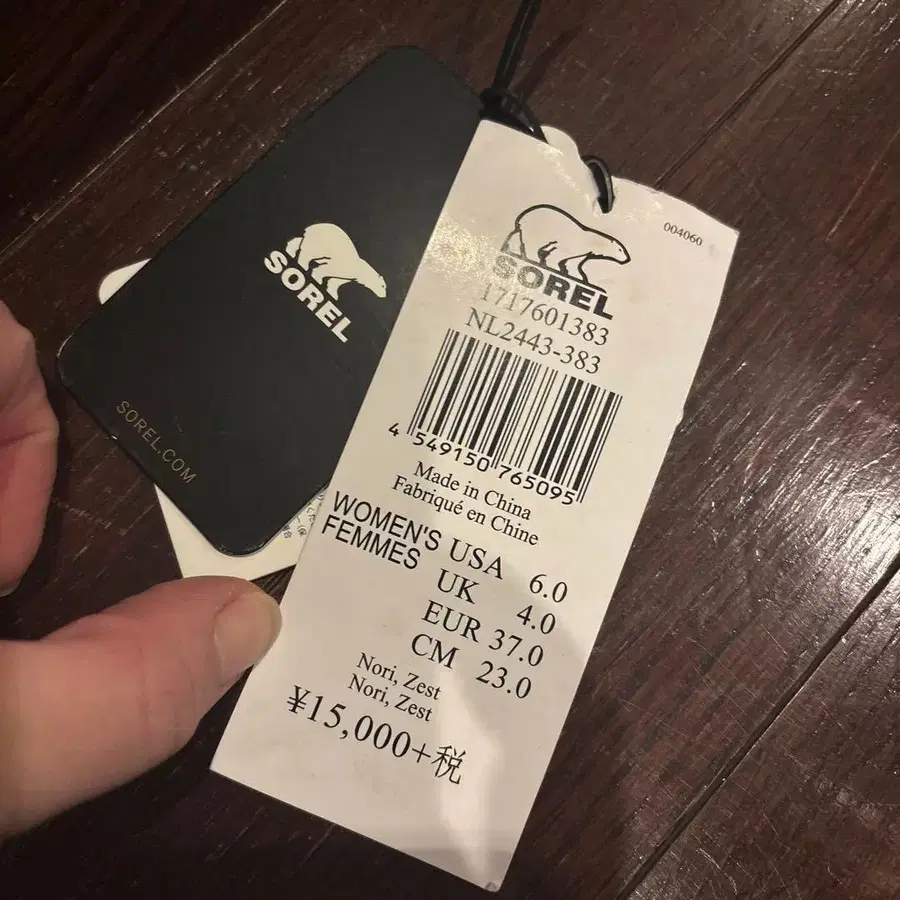 SOREL
SOREL.COM
004060
SOREL
1717601383
NL2443-383
4 549150 765095
Made in China
Fabriqué en Chine
WOMEN'S
FEMMES
USA 6.0
UK 4.0
EUR 37.0
CM 23.0
Nori, Zest
Nori, Zest
¥15,000+税